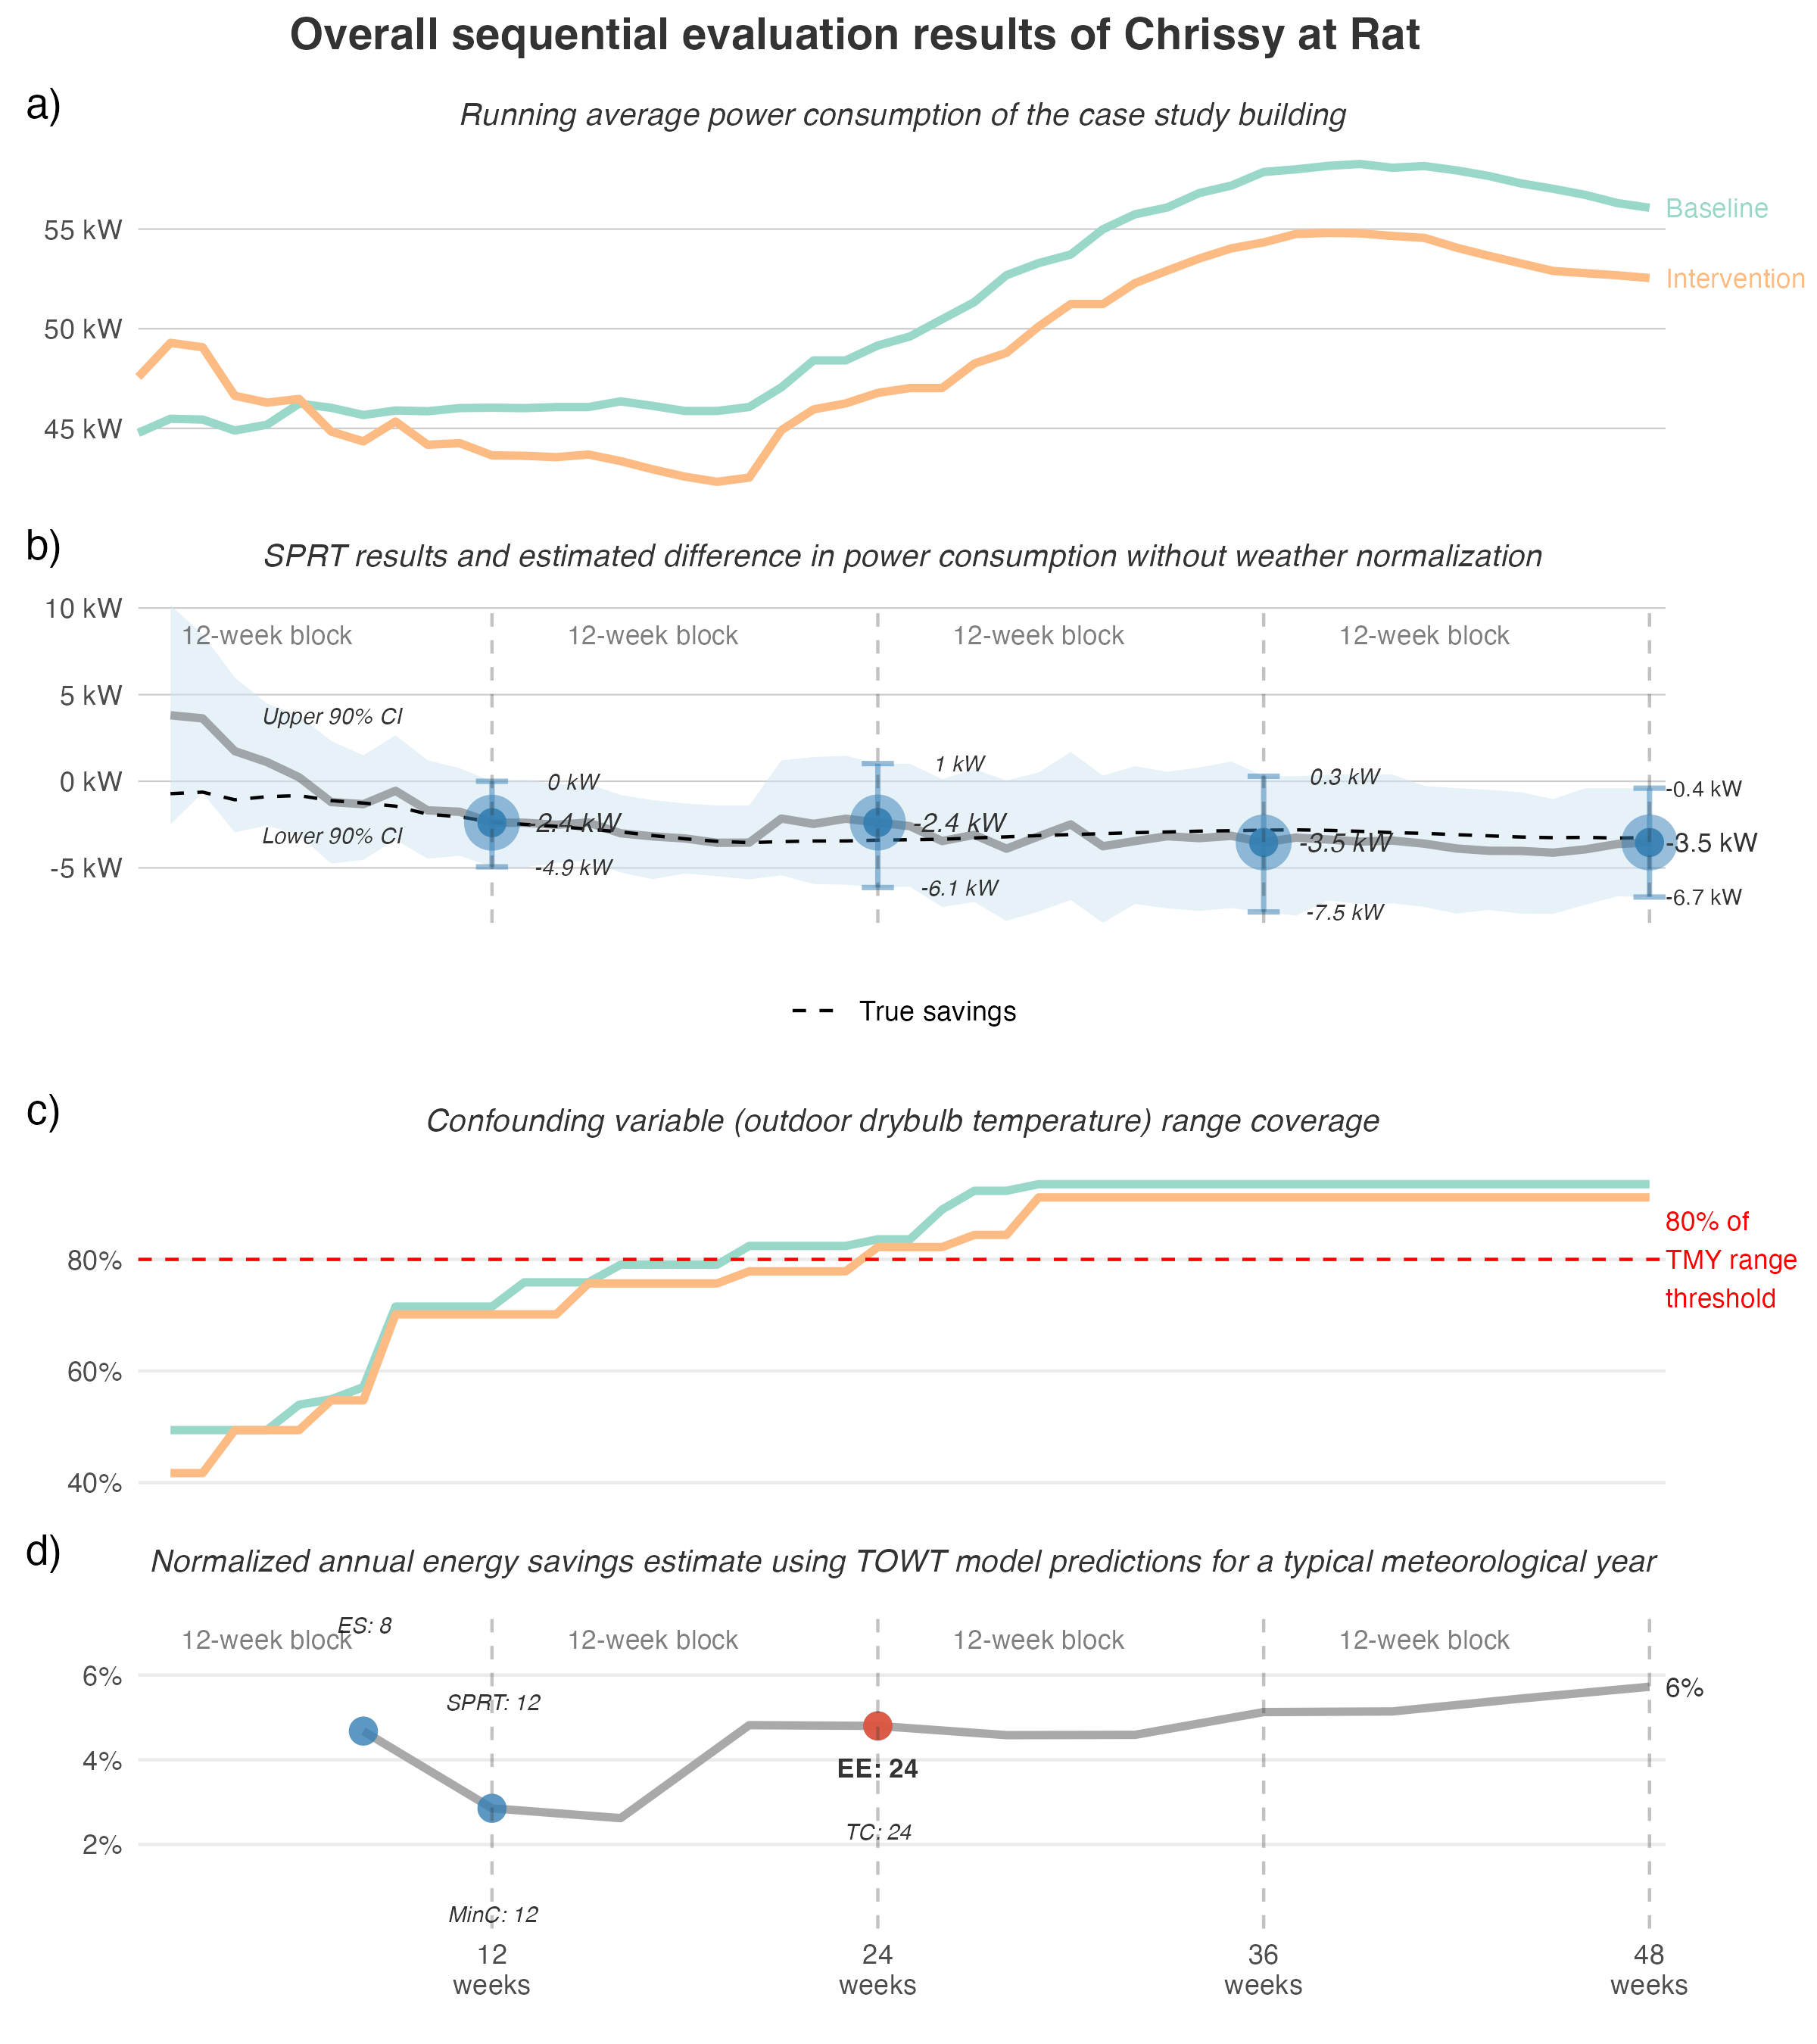 Overall sequential evaluation results of Chrissy at Rat
a)
Running average power consumption of the case study building
55 kW
50 kW
45 kW
Baseline
Intervention
b)
SPRT results and estimated difference in power consumption without weather normalization
10 kW
5 kW
0 kW
-5 kW
12-week block
12-week block
12-week block
12-week block
Upper 90% CI
Lower 90% CI
0 kW
-2.4 kW
-4.9 kW
1 kW
-2.4 kW
-6.1 kW
0.3 kW
-3.5 kW
-7.5 kW
-0.4 kW
-3.5 kW
-6.7 kW
True savings
c)
Confounding variable (outdoor drybulb temperature) range coverage
80%
60%
40%
80% of
TMY range
threshold
d)
Normalized annual energy savings estimate using TOWT model predictions for a typical meteorological year
12-week block
12-week block
12-week block
12-week block
ES: 8
SPRT: 12
MinC: 12
EE: 24
TC: 24
6%
4%
2%
6%
12
weeks
24
weeks
36
weeks
48
weeks